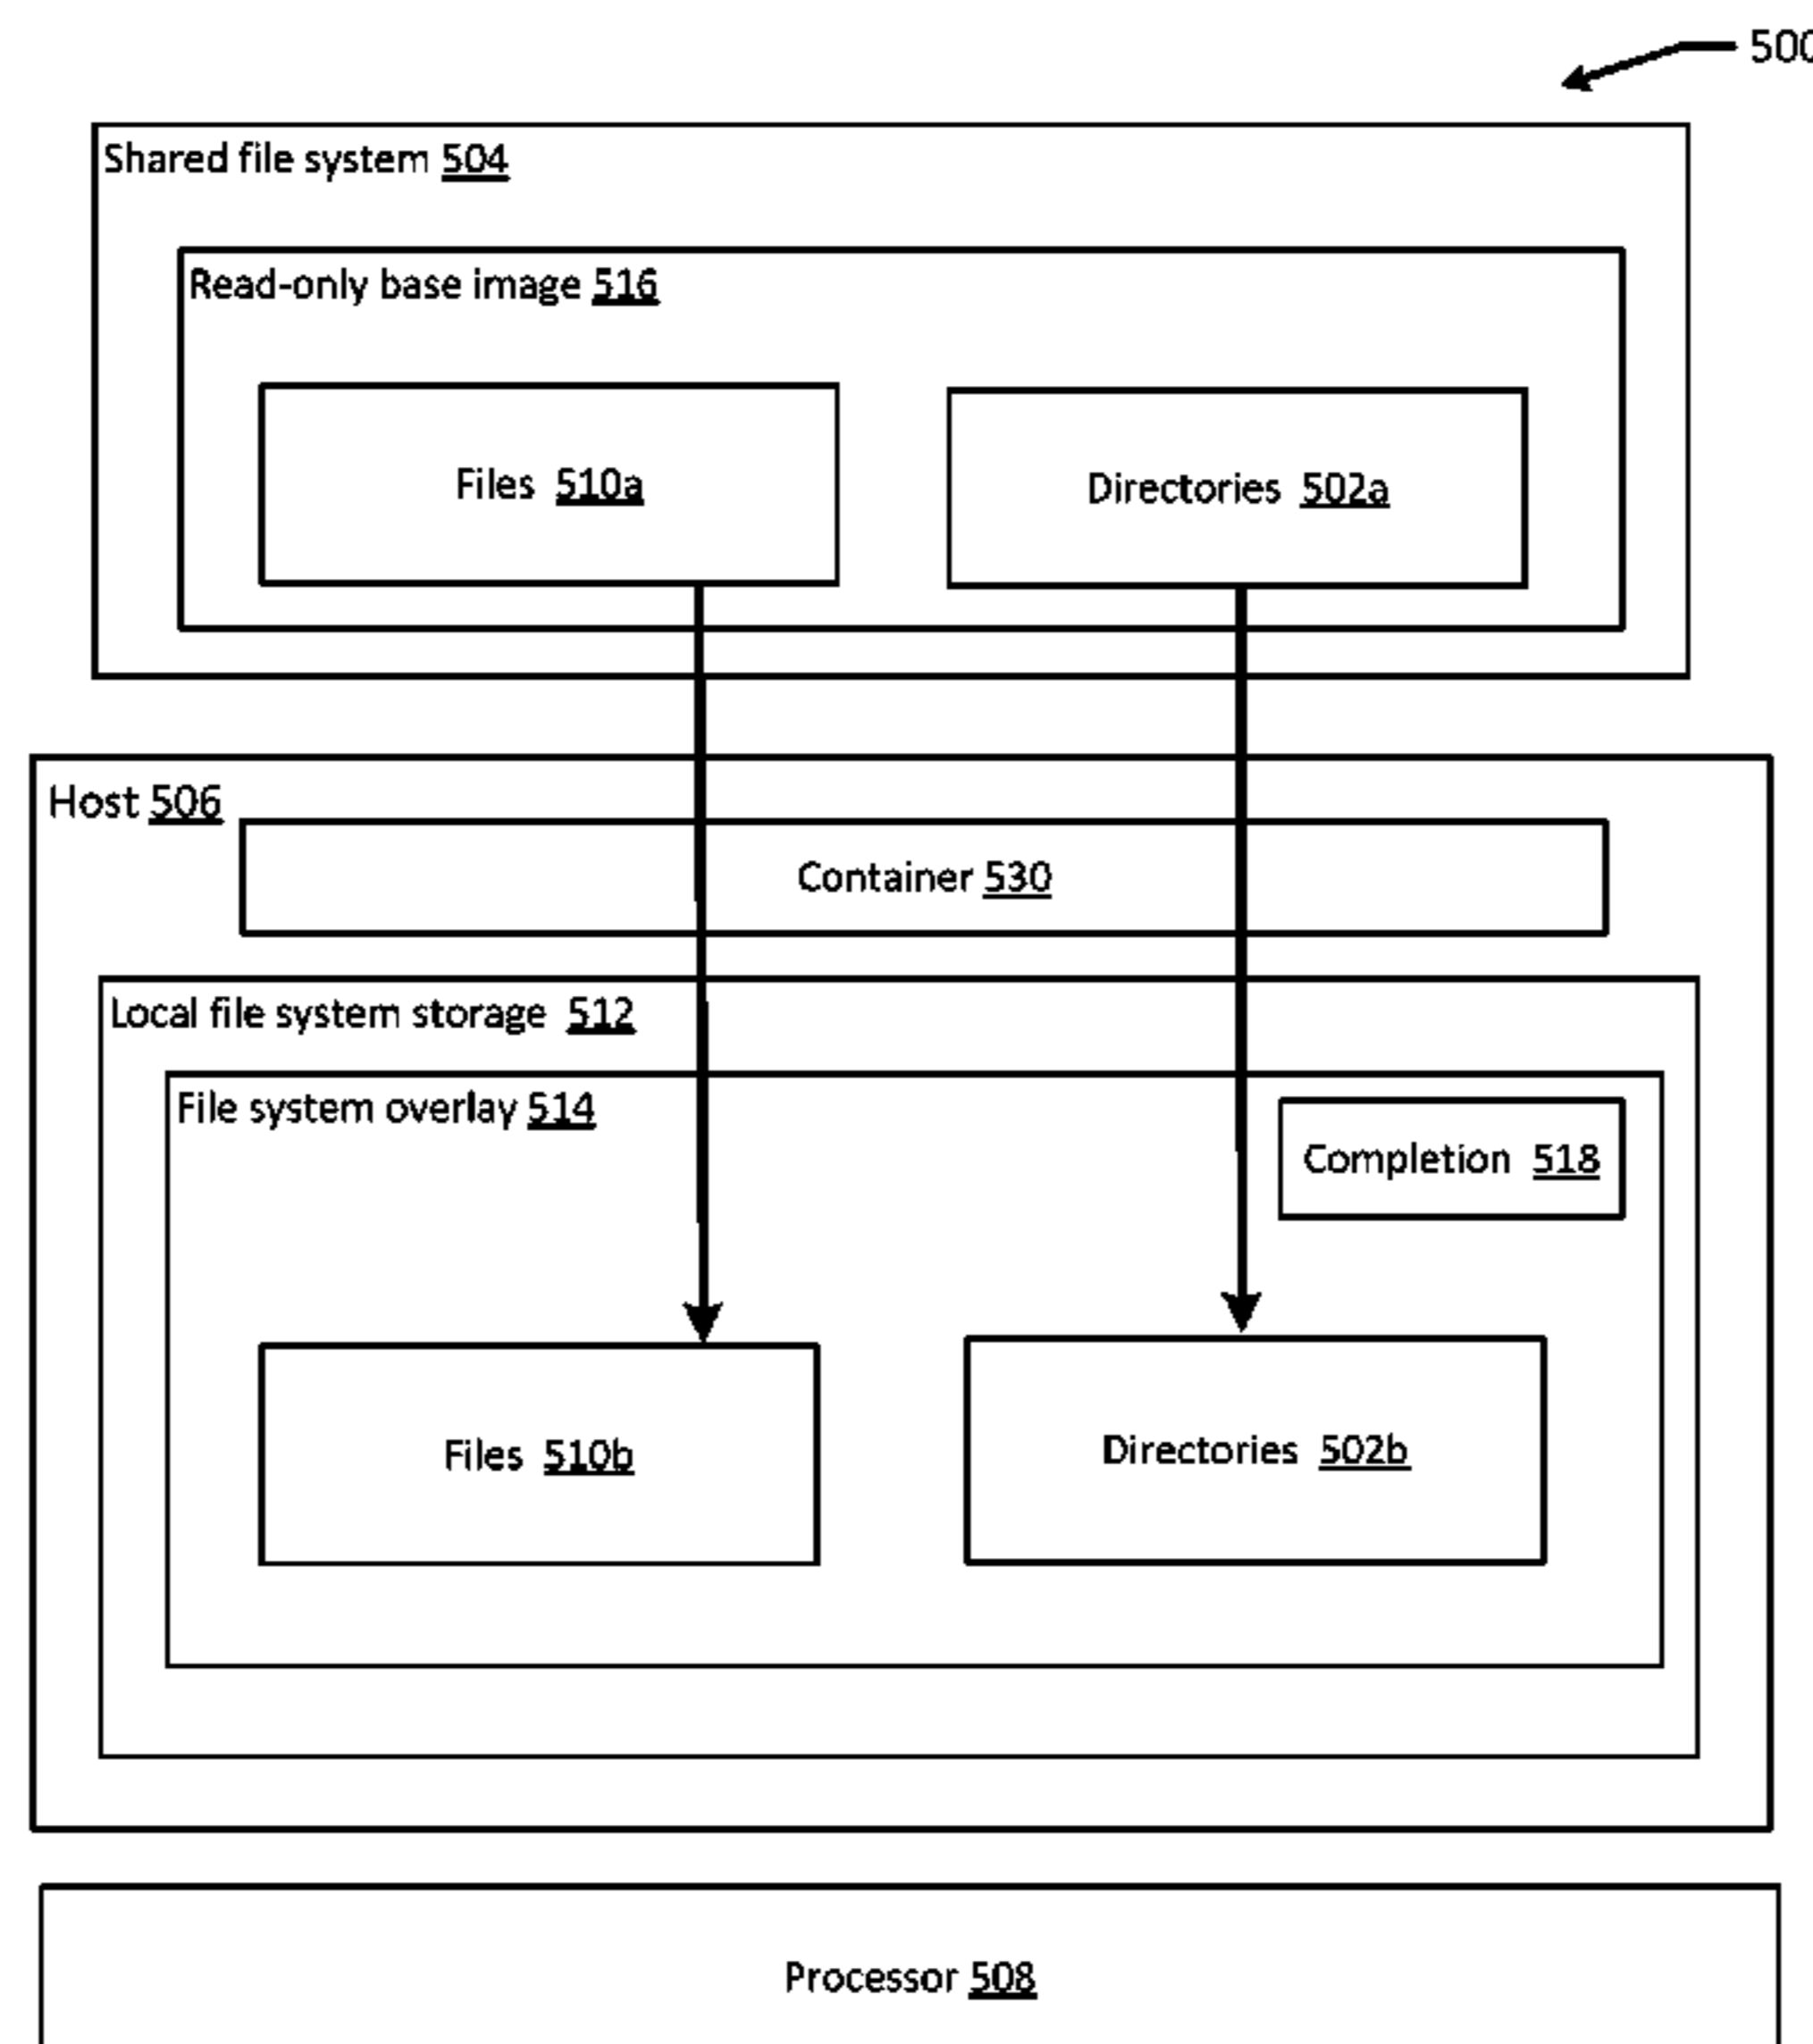 500
Shared file system 504
Read-only base image 516
Files 510a
Directories 502a
Host 506
Container 530
Local file system storage 512
File system overlay 514
Completion 518
Files 510b
Directories 502b
Processor 508